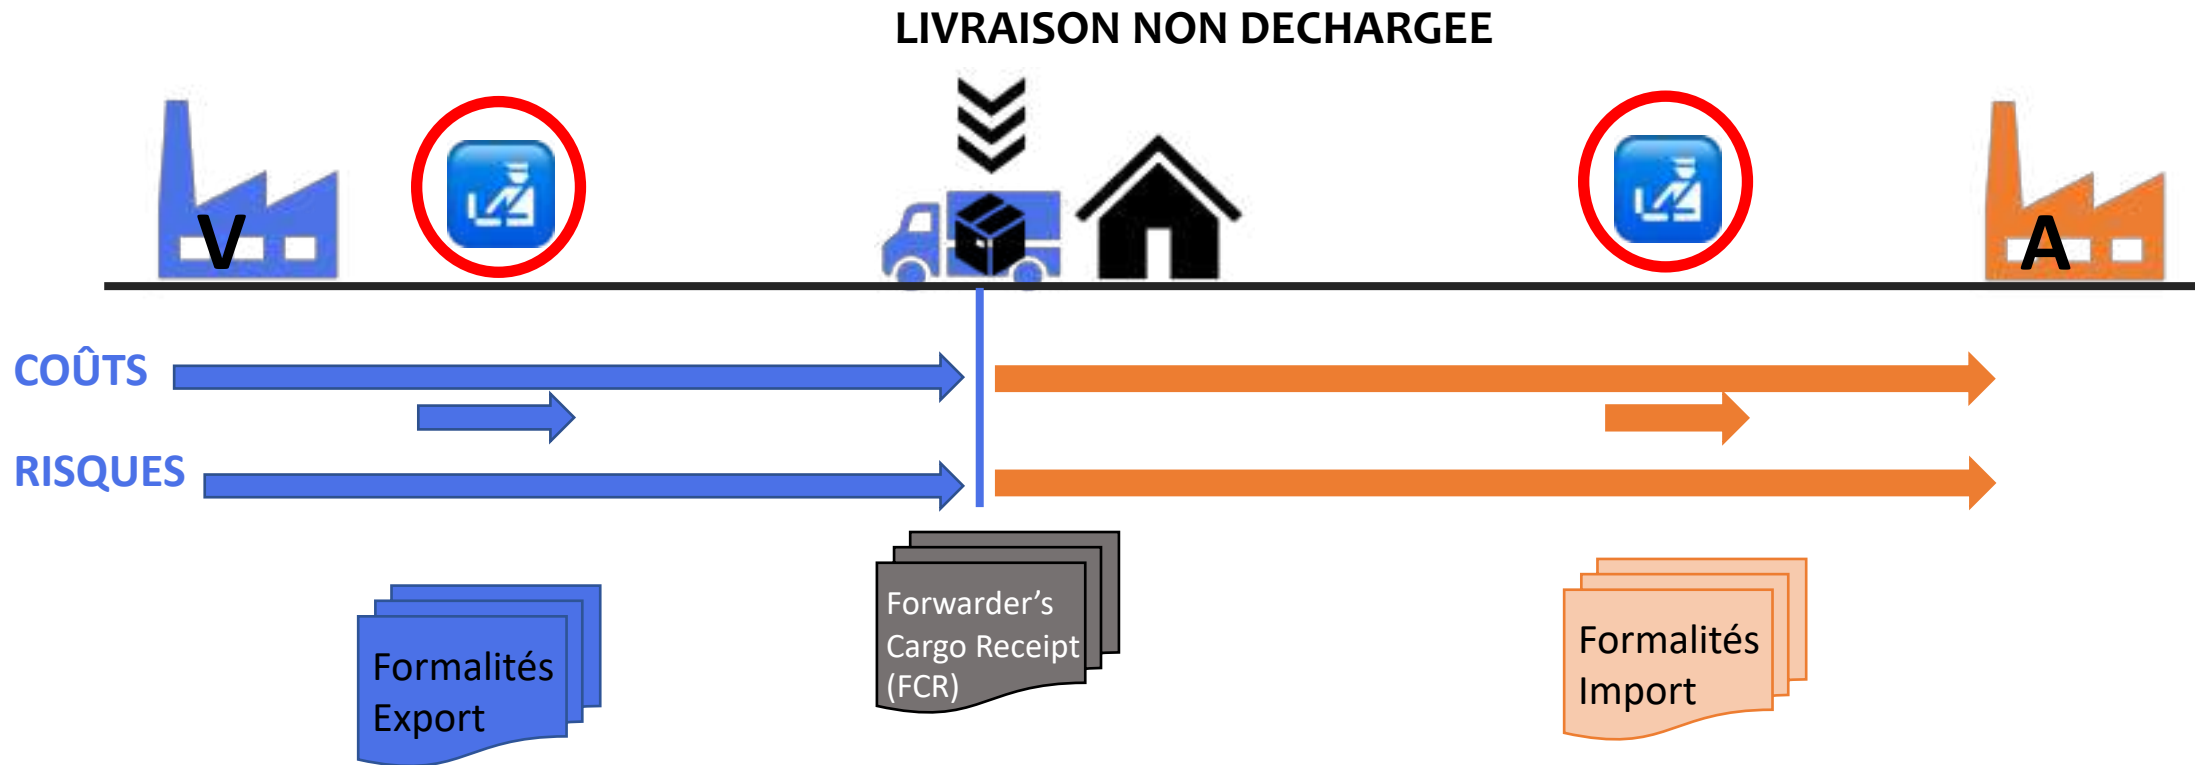 LIVRAISON NON DECHARGEE
V
A
COÛTS
RISQUES
Formalités
Export
Forwarder’s
Cargo Receipt
(FCR)
Formalités
Import